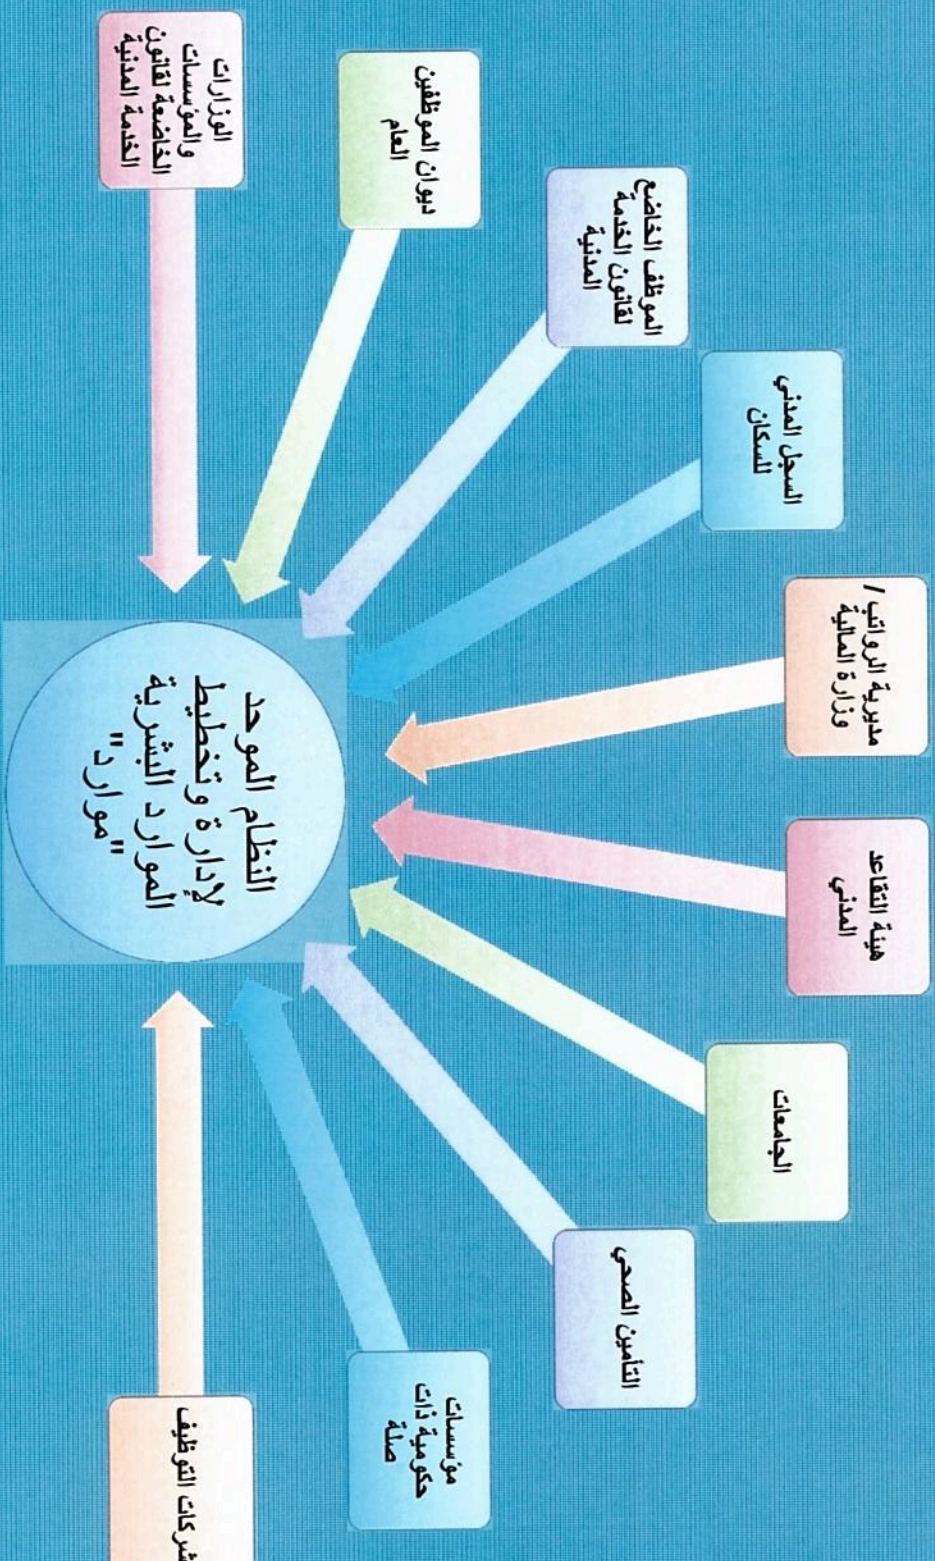 الوزارات
والمؤسسات
الخاضعة لقانون
الخدمة المدنية
ديوان الموظفين
العام
الموظف الخاضع
لقانون الخدمة
المدنية
السجل المدني
للسكان
مديرية الرواتب /
وزارة المالية
هيئة التقاعد
المدني
الجامعات
التأمين الصحي
مؤسسات
حكومية ذات
صلة
شركات التوظيف
النظام الموحد
لإدارة وتخطيط
الموارد البشرية
"موارد"